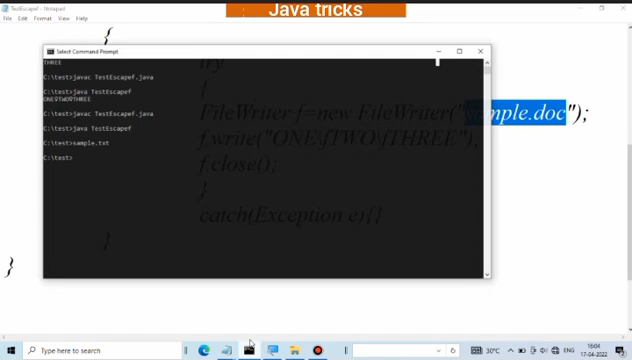 TestEscapef - Notepad
File Edit Format View Help
Java tricks
{
Select Command Prompt
THREE
C:\test>javac TestEscapef.java
C:\test>java TestEscapef
ONE♀TWO♀THREE
C:\test>javac TestEscapef.java
C:\test>java TestEscapef
C:\test>sample.txt
C:\test>
try
{
FileWriter f=new FileWriter("sample.doc");
f.write("ONE\fTWO\fTHREE");
f.close();
}
catch(Exception e){}
}
}
Type here to search
30°C
ENG
16:04
17-04-2022